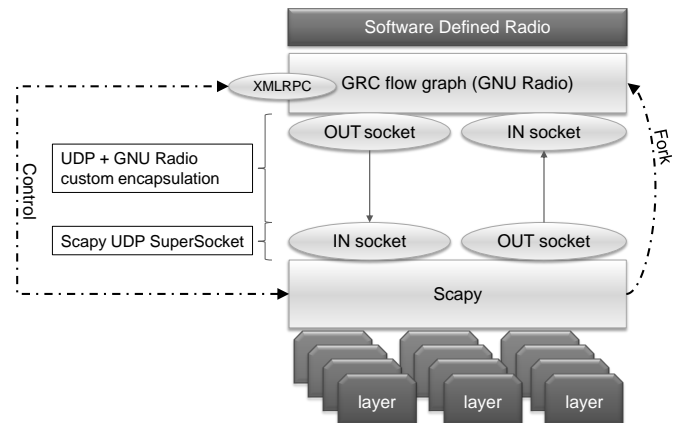 Software Defined Radio
XMLRPC
GRC flow graph (GNU Radio)
OUT socket
IN socket
Fork
UDP + GNU Radio
custom encapsulation
Control
Scapy UDP SuperSocket
IN socket
OUT socket
Scapy
layer
layer
layer